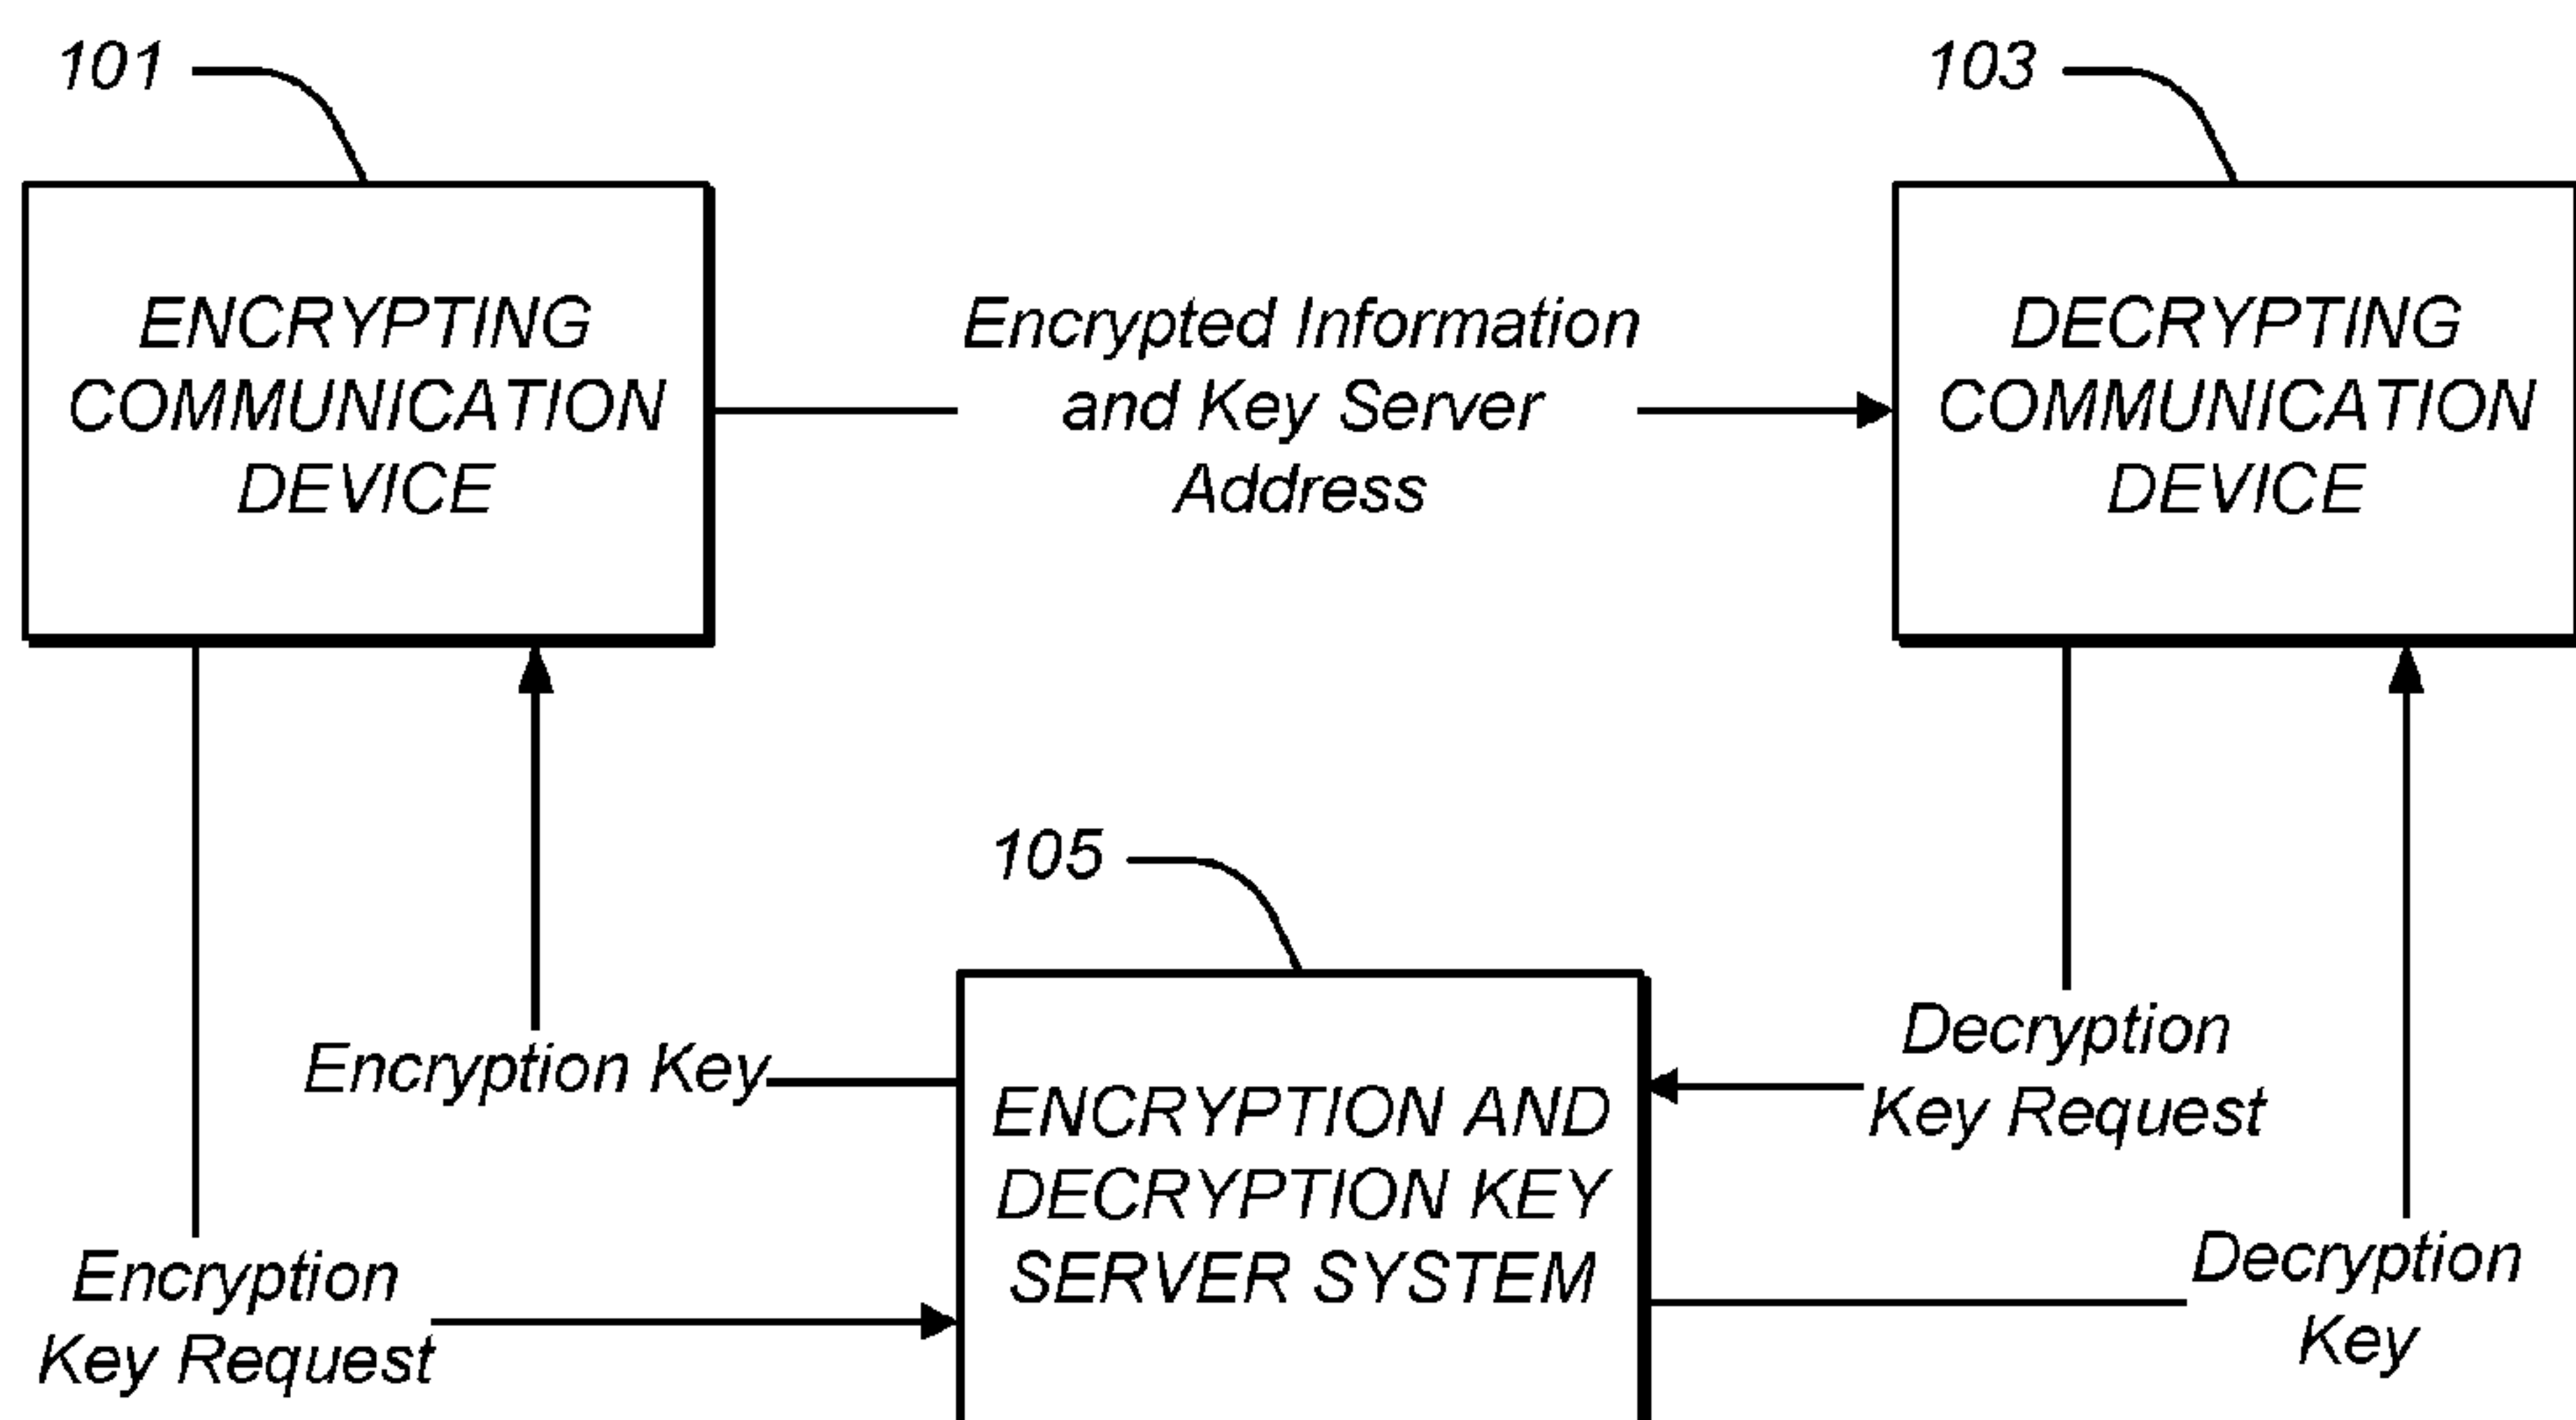 101
103
ENCRYPTING
COMMUNICATION
DEVICE
Encrypted Information
and Key Server
Address
DECRYPTING
COMMUNICATION
DEVICE
105
Encryption Key
Decryption
Key Request
ENCRYPTION AND
DECRYPTION KEY
SERVER SYSTEM
Encryption
Key Request
Decryption
Key